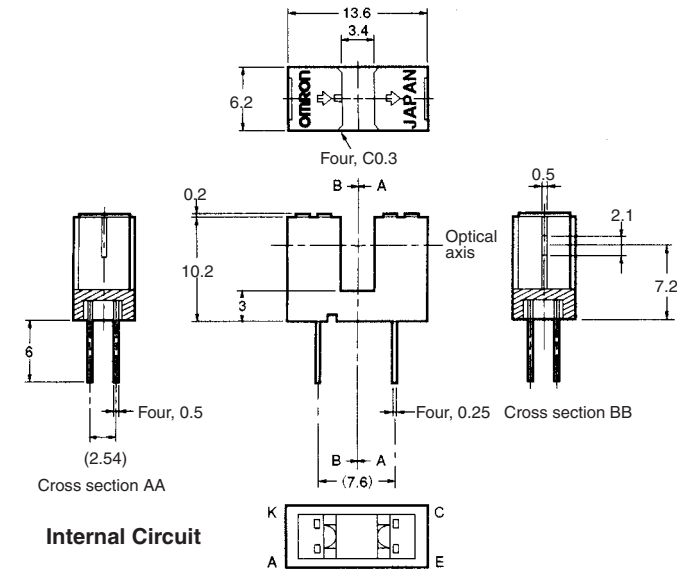 13.6
3.4
6.2
OMRON
JAPAN
Four, C0.3
B A
0.2
10.2
3
Optical
axis
0.5
2.1
7.2
6
Four, 0.5
(2.54)
Cross section AA
Four, 0.25
Cross section BB
B A
(7.6)
Internal Circuit
K C
A E